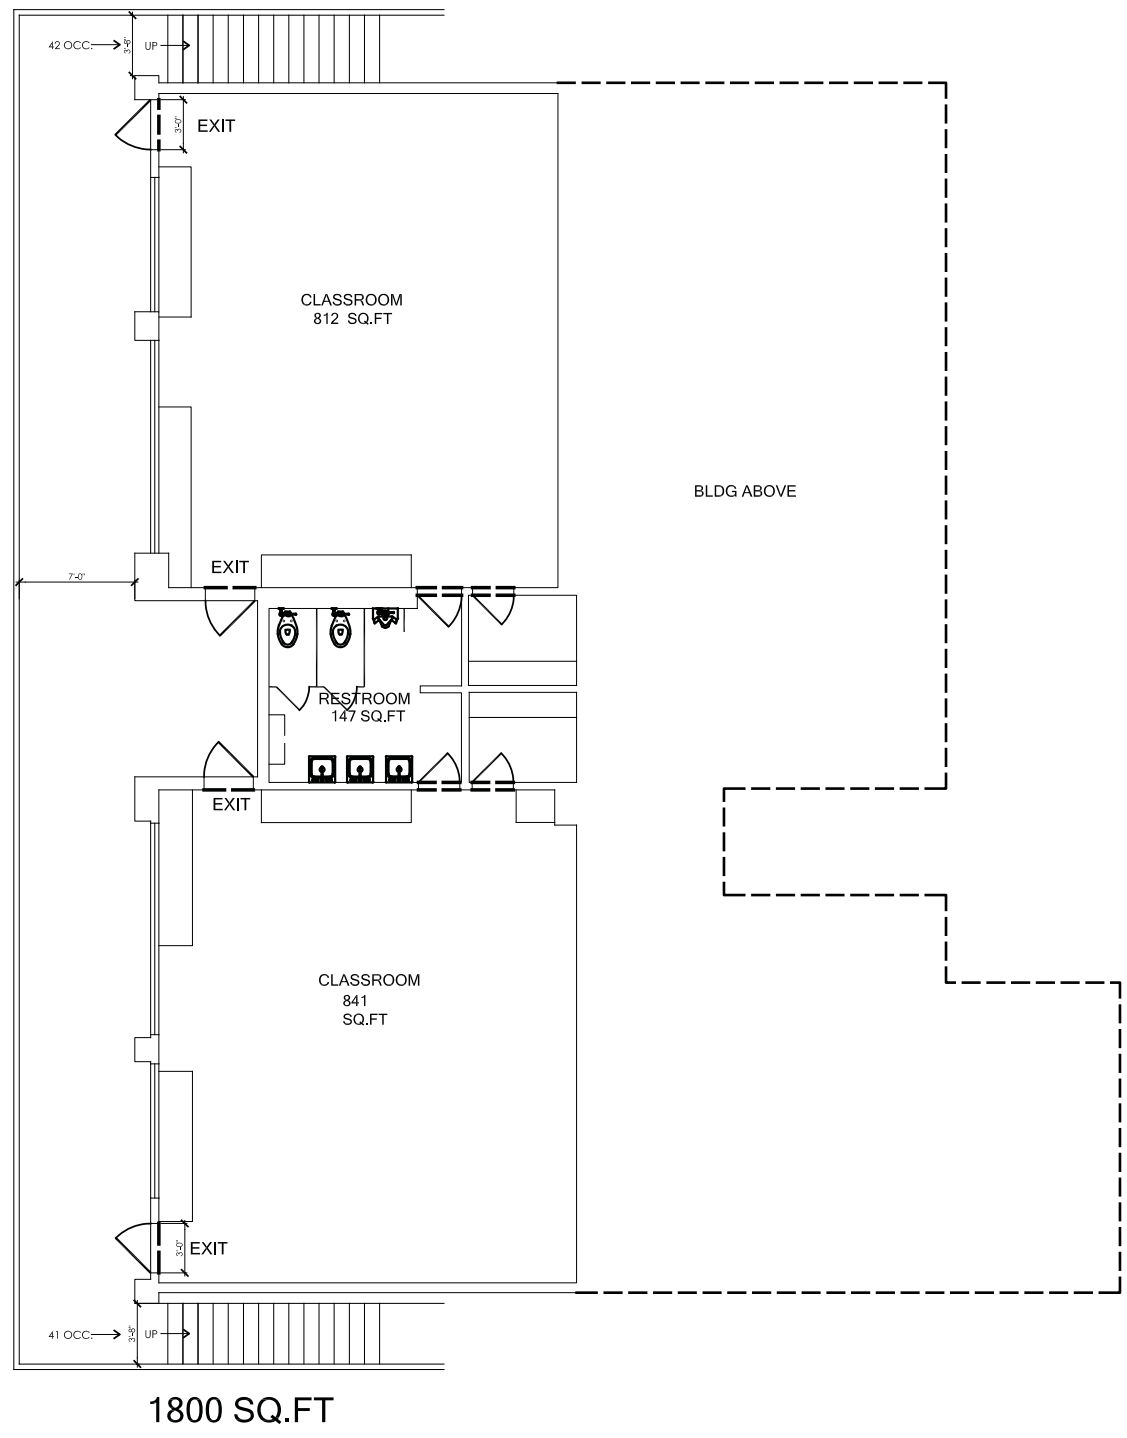 42 OCC.
3'-8"
UP
3'-0"
EXIT
CLASSROOM
812 SQ.FT
BLDG ABOVE
EXIT
7'-0"
RESTROOM
147 SQ.FT
EXIT
CLASSROOM
841
SQ.FT
3'-0"
EXIT
41 OCC.
3'-8"
UP
1800 SQ.FT